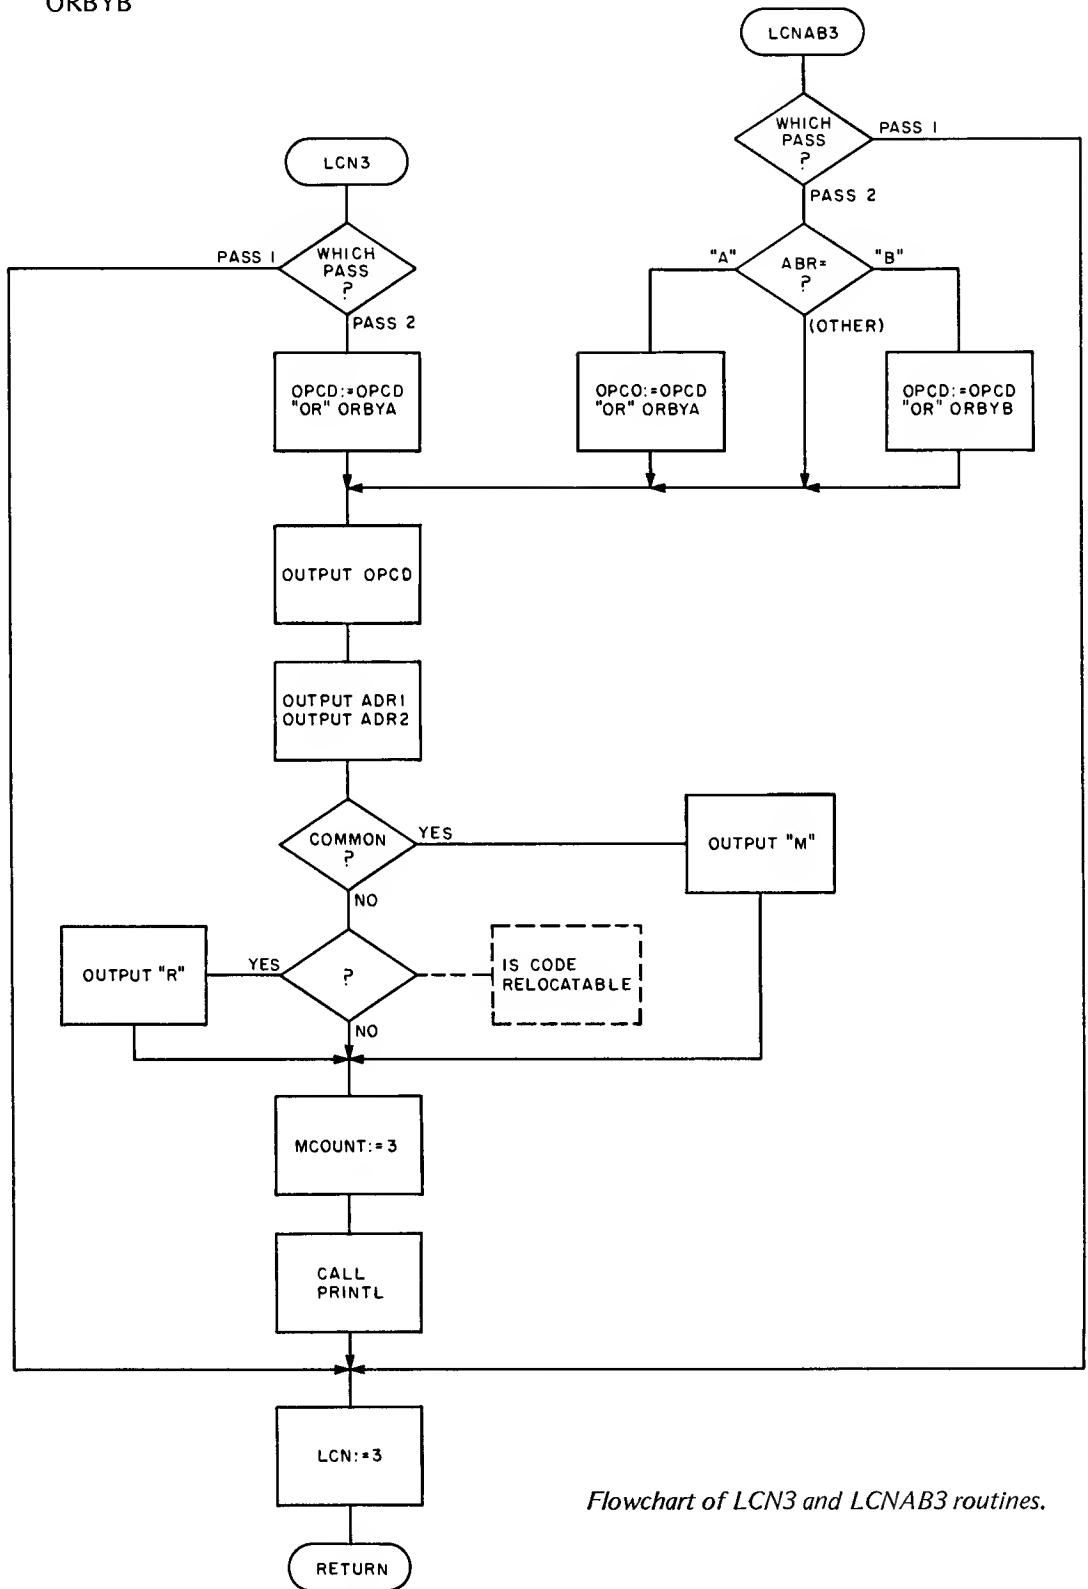 ORBYB
LCNAB3
WHICH
PASS
?
PASS 1
PASS 2
LCN3
WHICH
PASS
?
PASS 1
PASS 2
ABR=
?
"A"
"B"
(OTHER)
OPCD:=OPCD
"OR" ORBYA
OPCO:=OPCD
"OR" ORBYA
OPCD:=OPCD
"OR" ORBYB
OUTPUT OPCD
OUTPUT ADR1
OUTPUT ADR2
COMMON
?
YES
NO
OUTPUT "M"
OUTPUT "R"
YES
?
NO
IS CODE
RELOCATABLE
MCOUNT:=3
CALL
PRINTL
LCN:=3
Flowchart of LCN3 and LCNAB3 routines.
RETURN